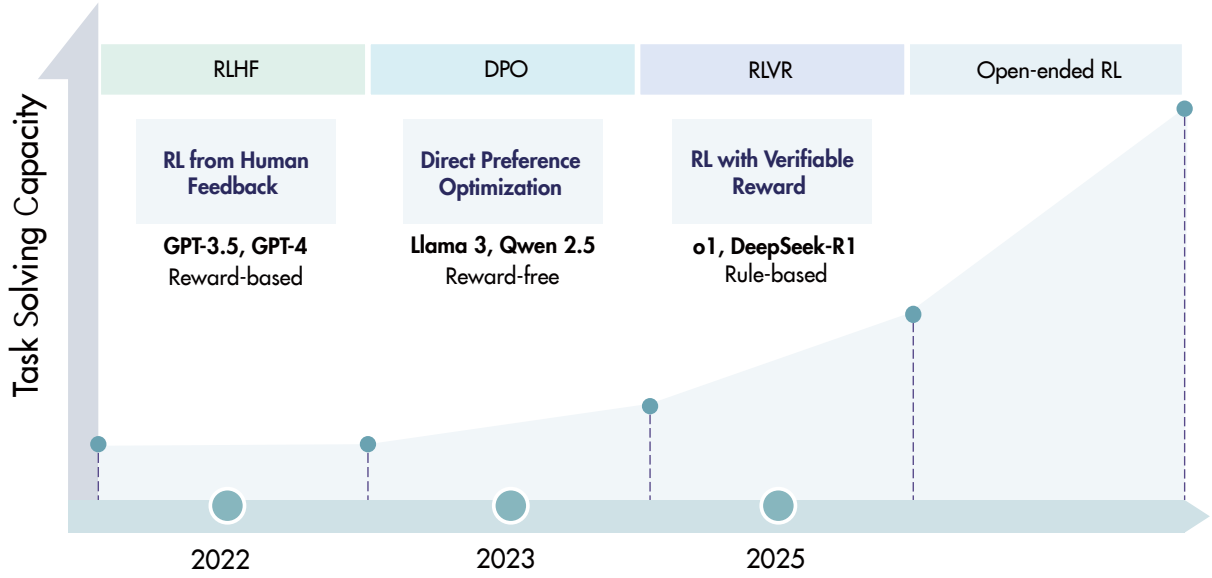 Task Solving Capacity
RLHF
DPO
RLVR
Open-ended RL
RL from Human
Feedback
GPT-3.5, GPT-4
Reward-based
Direct Preference
Optimization
Llama 3, Qwen 2.5
Reward-free
RL with Verifiable
Reward
o1, DeepSeek-R1
Rule-based
2022
2023
2025